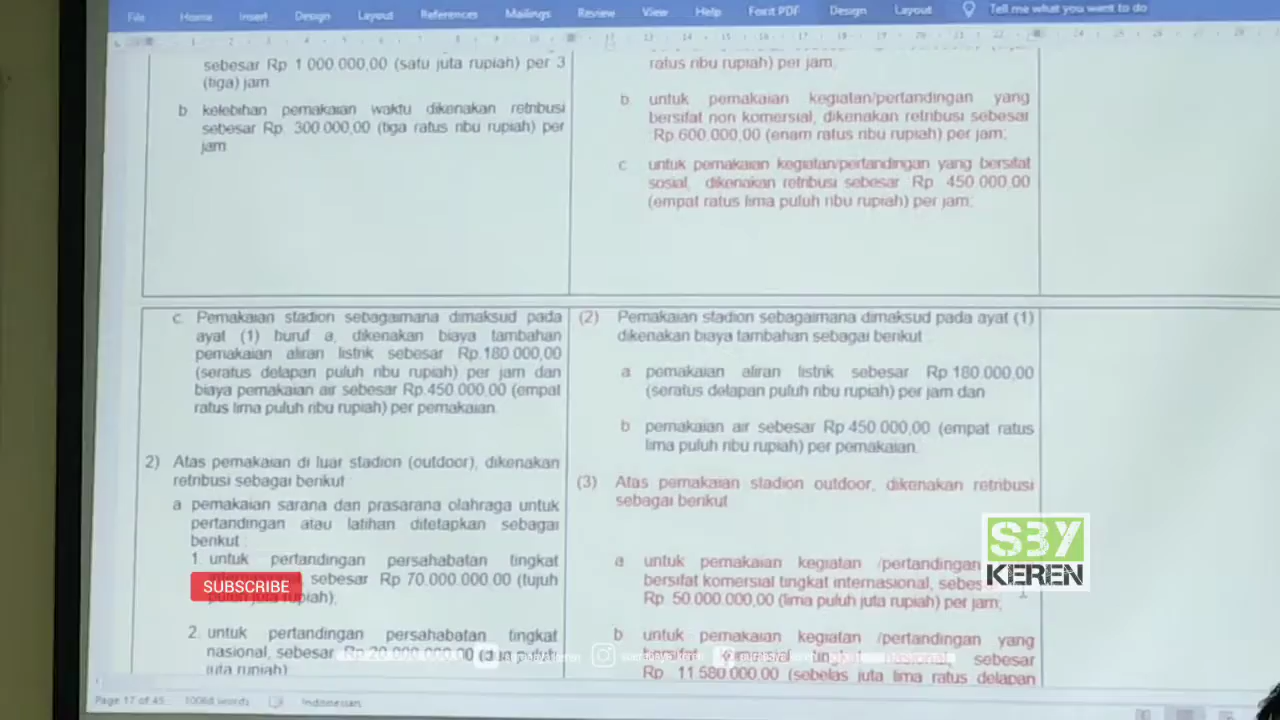 File Home Insert Design Layout References Mailings Review View Help Foxit PDF Design Layout Tell me what you want to do
sebesar Rp 1 000.000,00 (satu juta rupiah) per 3
(tiga) jam
b kelebihan pemakaian waktu dikenakan retribusi
sebesar Rp. 300.000,00 (tiga ratus ribu rupiah) per
jam
ratus ribu rupiah) per jam;
b. untuk pemakaian kegiatan/pertandingan yang
bersifat non komersial, dikenakan retribusi sebesar
Rp.600.000,00 (enam ratus ribu rupiah) per jam;
c untuk pemakaian kegiatan/pertandingan yang bersifat
sosial, dikenakan retribusi sebesar Rp. 450.000,00
(empat ratus lima puluh ribu rupiah) per jam;
c. Pemakaian stadion sebagaimana dimaksud pada
ayat (1) huruf a, dikenakan biaya tambahan
pemakaian aliran listrik sebesar Rp.180.000,00
(seratus delapan puluh ribu rupiah) per jam dan
biaya pemakaian air sebesar Rp.450.000,00 (empat
ratus lima puluh ribu rupiah) per pemakaian.
2) Atas pemakaian di luar stadion (outdoor), dikenakan
retribusi sebagai berikut
a pemakaian sarana dan prasarana olahraga untuk
pertandingan atau latihan ditetapkan sebagai
berikut :
1. untuk pertandingan persahabatan tingkat
sebesar Rp 70.000.000.00 (tujuh
rupiah);
2. untuk pertandingan persahabatan tingkat
nasional, sebesar Rp.20.000.000.00
juta rupiah)
(2) Pemakaian stadion sebagaimana dimaksud pada ayat (1)
dikenakan biaya tambahan sebagai berikut
a pemakaian aliran listrik sebesar Rp.180.000,00
(seratus delapan puluh ribu rupiah) per jam dan
b pemakaian air sebesar Rp.450.000,00 (empat ratus
lima puluh ribu rupiah) per pemakaian.
(3) Atas pemakaian stadion outdoor, dikenakan retribusi
sebagai berikut
a untuk pemakaian kegiatan /pertandingan
bersifat komersial tingkat internasional,
Rp. 50.000.000,00 (lima puluh juta rupiah) per jam;
b untuk pemakaian kegiatan /pertandingan yang
bersifat komersial tingkat nasional, sebesar
Rp. 11.580.000.00 (sebelas juta lima ratus delapan
SBY
KEREN
SUBSCRIBE
Page 17 of 45 10068 words Indonesian